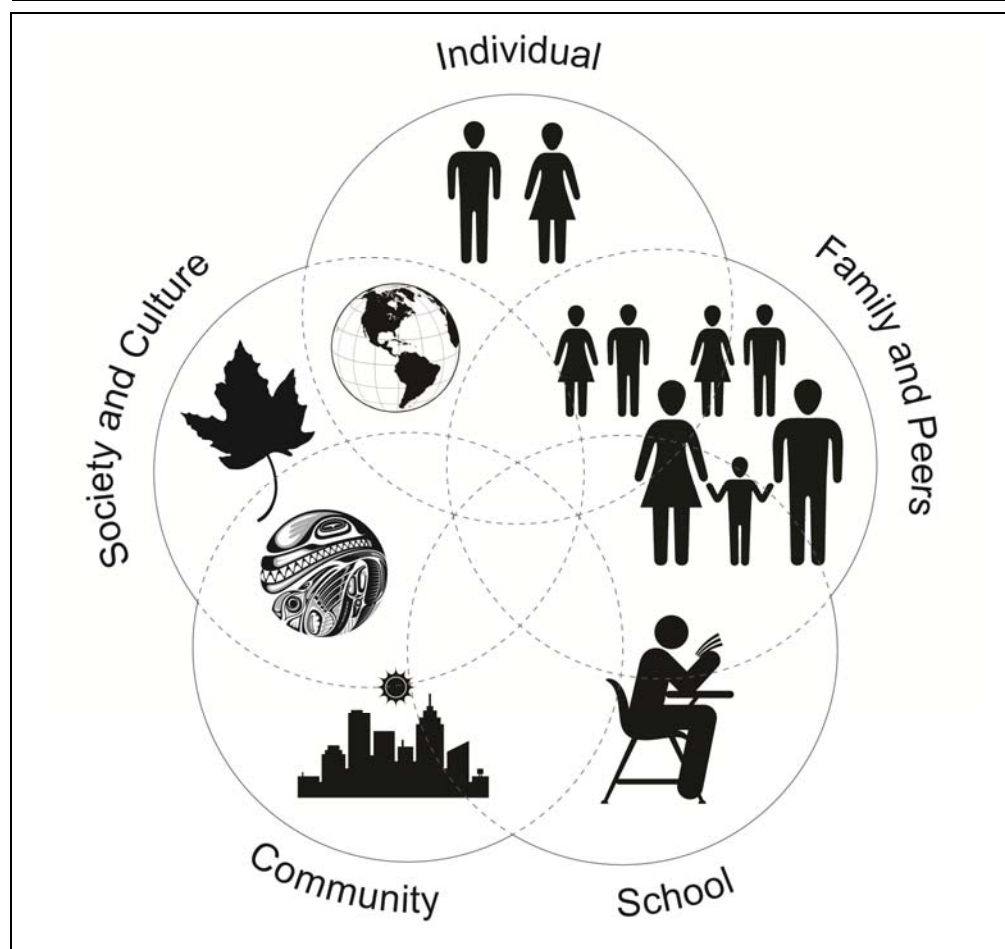 Individual
Family and Peers
Society and Culture
Community
School